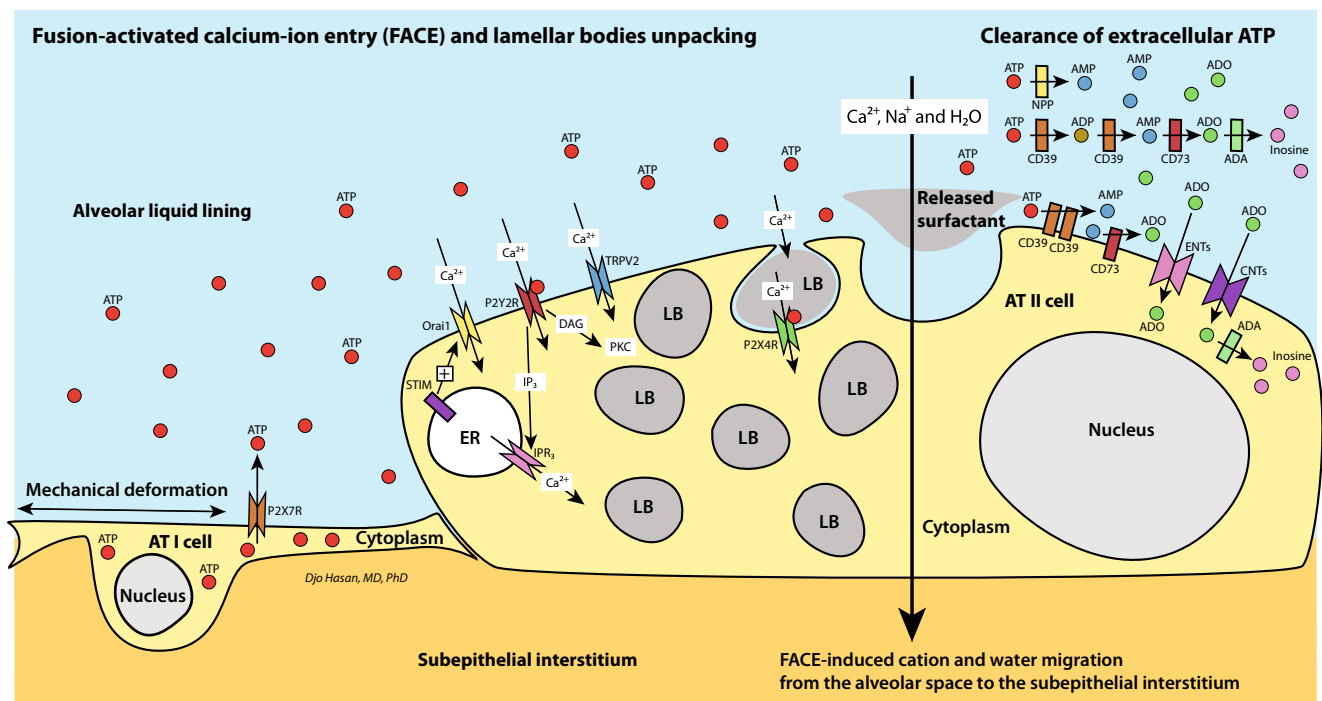 Fusion-activated calcium-ion entry (FACE) and lamellar bodies unpacking
Clearance of extracellular ATP
ATP
AMP
AMP
ADO
NPP
ATP
ADP
AMP
ADO
Inosine
CD39
CD39
CD73
ADA
Ca²⁺, Na⁺ and H₂O
ATP
ATP
ATP
ATP
ATP
Alveolar liquid lining
Released
surfactant
ATP
AMP
ADO
ADO
ADO
CD39
CD39
CD73
ENTs
CNTs
ADO
ADA
Inosine
Ca²⁺
Ca²⁺
Ca²⁺
Ca²⁺
Ca²⁺
TRPV2
P2Y2R
Orai1
DAG
PKC
IP₃
STIM
+
ER
IPR₃
Ca²⁺
P2X4R
LB
LB
LB
LB
LB
LB
LB
AT II cell
Nucleus
Cytoplasm
ATP
ATP
ATP
Mechanical deformation
P2X7R
ATP
AT I cell
Cytoplasm
ATP
Nucleus
Djo Hasan, MD, PhD
Subepithelial interstitium
FACE-induced cation and water migration
from the alveolar space to the subepithelial interstitium